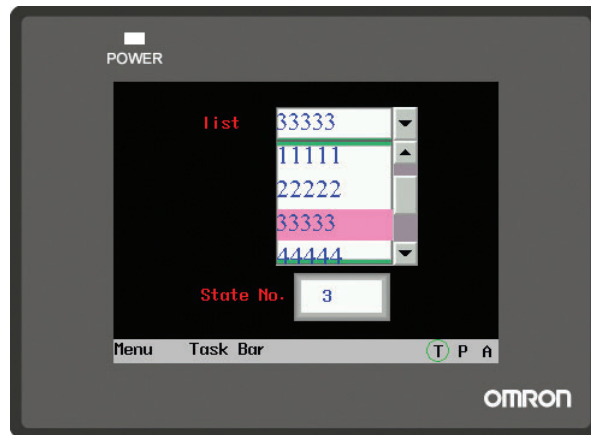 POWER
list 33333
11111
22222
33333
44444
State No. 3
Menu Task Bar T P A
OMRON